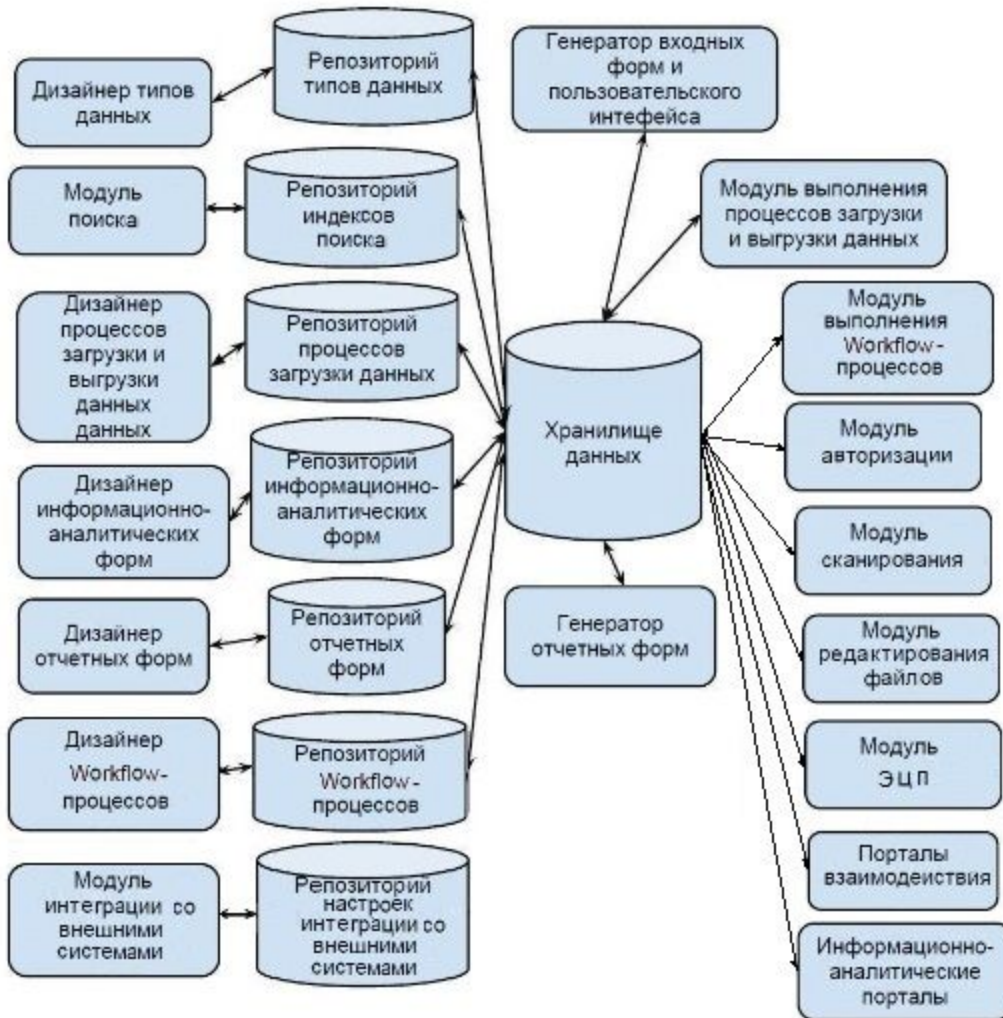 Дизайнер типов
данных
Репозиторий
типов данных
Генератор входных
форм и
пользовательского
интефейса
Модуль
поиска
Репозиторий
индексов
поиска
Модуль выполнения
процессов загрузки
и выгрузки данных
Дизайнер
процессов
загрузки и
выгрузки
данных
данных
Репозиторий
процессов
загрузки данных
Хранилище
данных
Модуль
выполнения
Workflow-
процессов
Дизайнер
информационно-
аналитических
форм
Репозиторий
информационно-
аналитических
форм
Модуль
авторизации
Модуль
сканирования
Дизайнер
отчетных форм
Репозиторий
отчетных
форм
Генератор
отчетных форм
Модуль
редактирования
файлов
Дизайнер
Workflow-
процессов
Репозиторий
Workflow-
процессов
Модуль
ЭЦП
Модуль
интеграции со
внешними
системами
Репозиторий
настроек
интеграции со
внешними
системами
Порталы
взаимодеиствия
Информационно-
аналитические
порталы